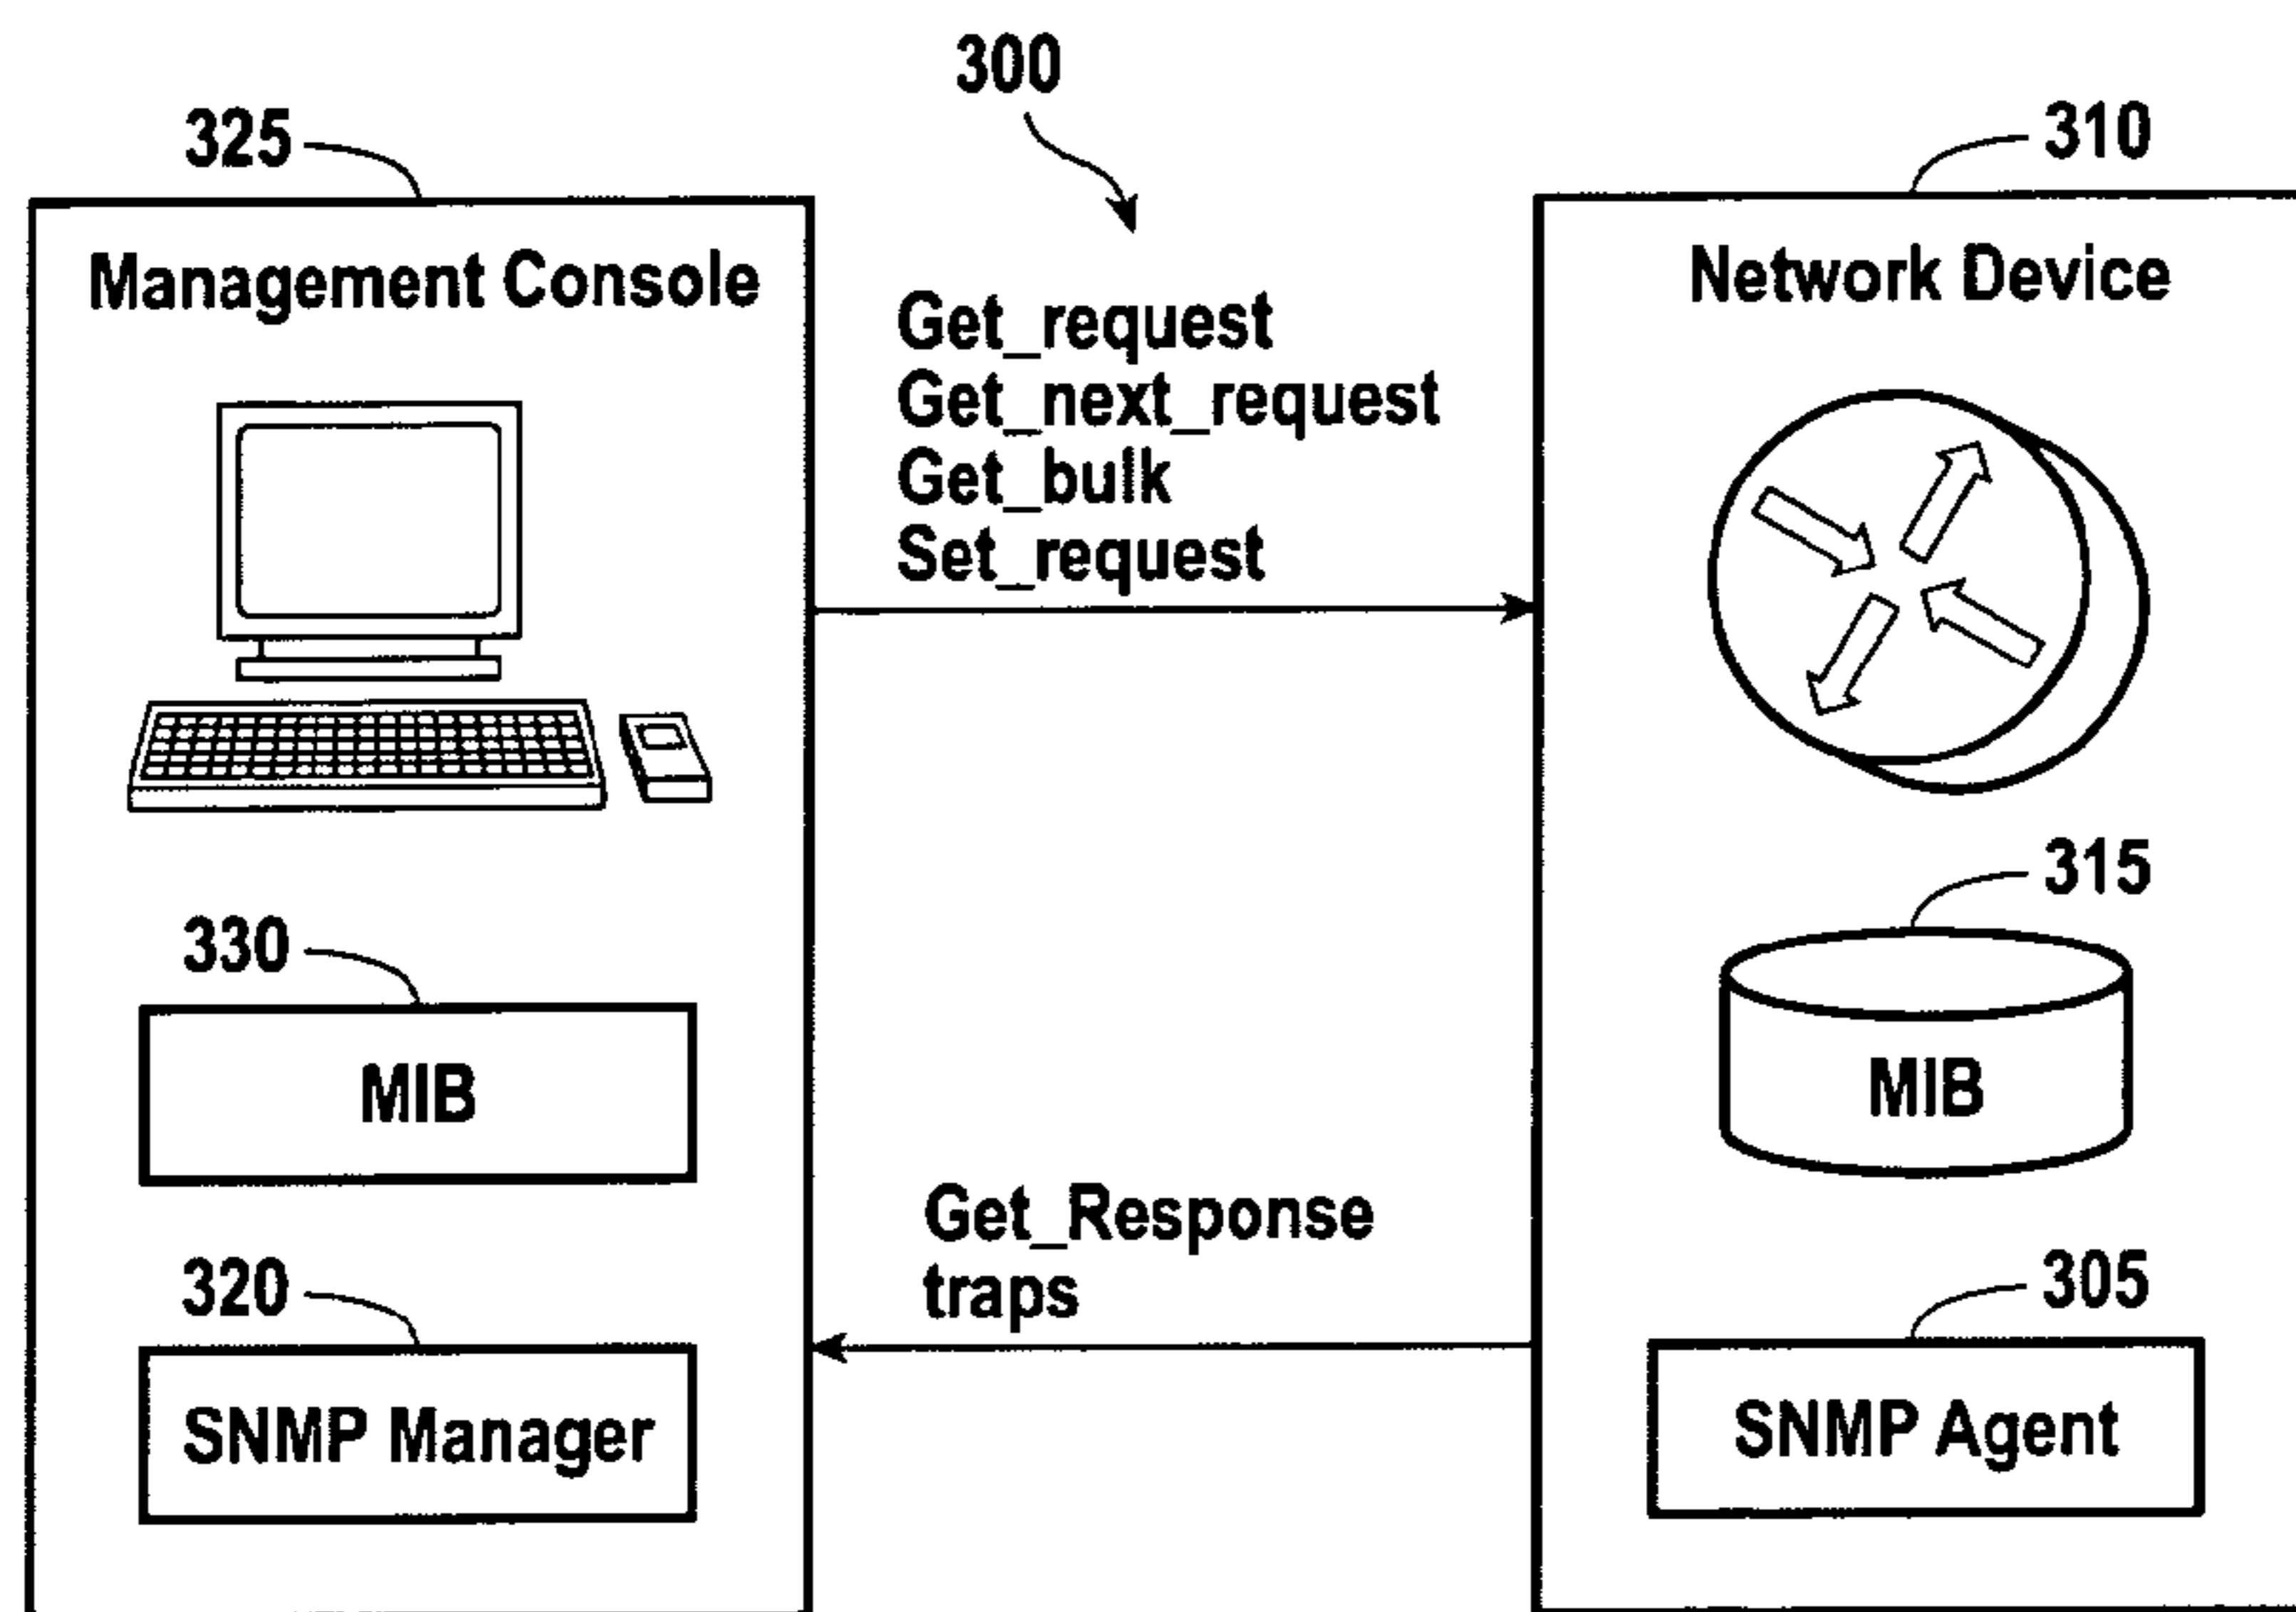 300
325
310
Management Console
Network Device
Get_request
Get_next_request
Get_bulk
Set_request
315
330
MIB
MIB
Get_Response
traps
320
305
SNMP Manager
SNMP Agent